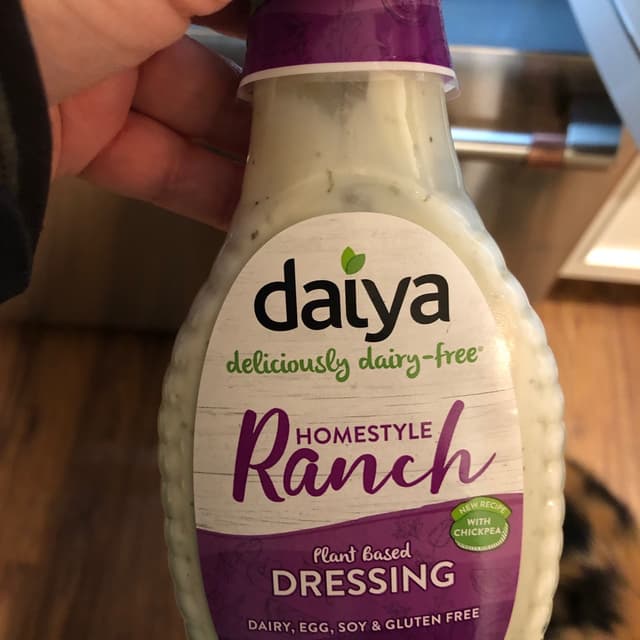 daiya
deliciously dairy-free®
HOMESTYLE
Ranch
NEW RECIPE
WITH
CHICKPEA
Plant Based
DRESSING
DAIRY, EGG, SOY & GLUTEN FREE